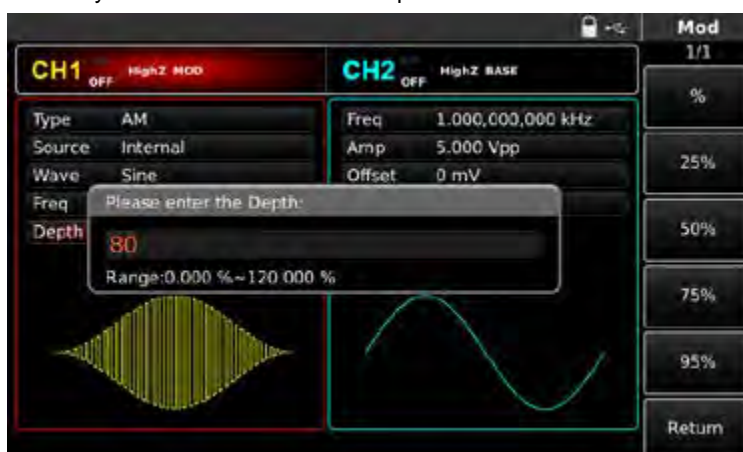 Mod
1/1
CH1 OFF HighZ MOD
CH2 OFF HighZ BASE
%
Type AM
Source Internal
Wave Sine
Freq
Depth
Freq 1.000,000,000 kHz
Amp 5.000 Vpp
Offset 0 mV
Please enter the Depth:
80
Range:0.000 %~120.000 %
25%
50%
75%
95%
Return